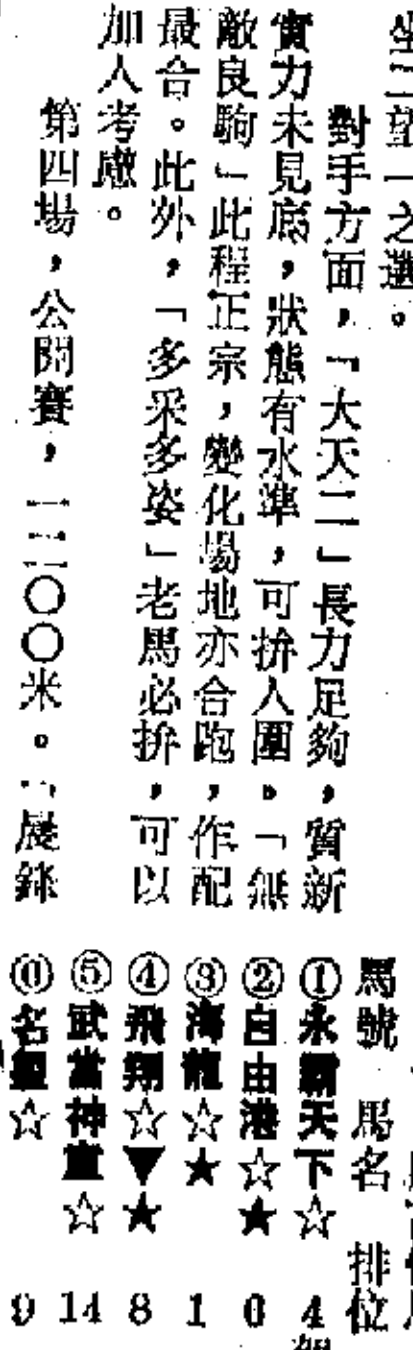 坐二望一之選。
對手方面，「大天二」長力足夠，質新
實力未見底，狀態有水準，可拚入圍。「無
敵良駒」此程正宗，變化場地亦合跑，作配
最合。此外，「多采多姿」老馬必拚，可以
加入考慮。
第四場，公開賽，一二〇〇米。「展
馬號 馬名 排位
①永霸天下☆ 4
②自由港☆★
③海龍☆★ 1
④飛翔☆▼★ 8
⑤武當神童☆ 14
名☆ 9